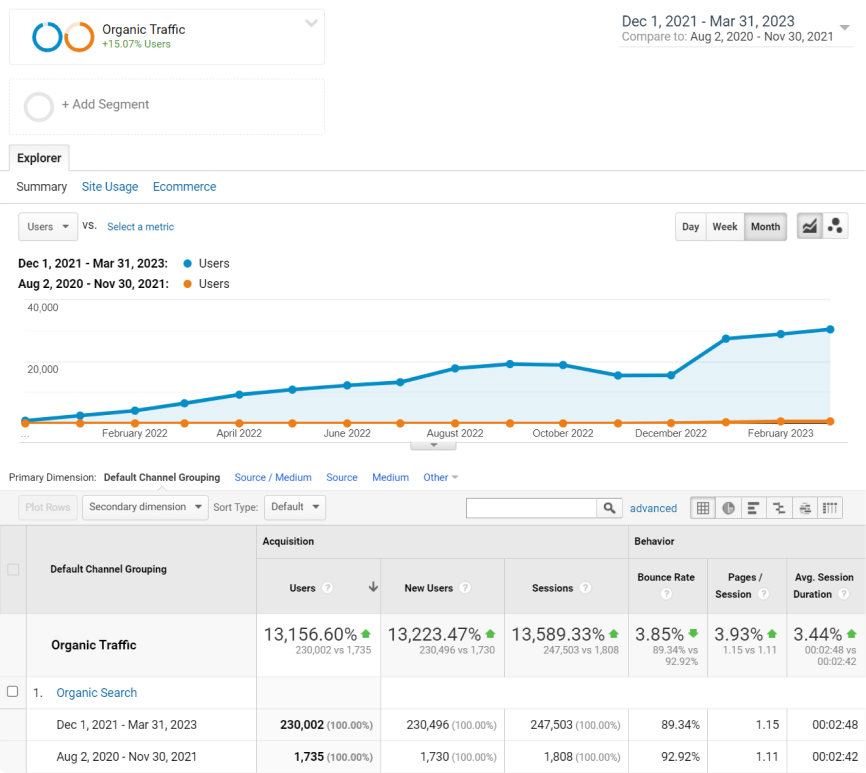 Organic Traffic
+15.07% Users
Dec 1, 2021 - Mar 31, 2023
Compare to: Aug 2, 2020 - Nov 30, 2021
+ Add Segment
Explorer
Summary Site Usage Ecommerce
Users vs. Select a metric Day Week Month
Dec 1, 2021 - Mar 31, 2023: Users
Aug 2, 2020 - Nov 30, 2021: Users
40,000
20,000
... February 2022 April 2022 June 2022 August 2022 October 2022 December 2022 February 2023
Primary Dimension: Default Channel Grouping Source / Medium Source Medium Other
Plot Rows Secondary dimension Sort Type: Default advanced
Default Channel Grouping
Acquisition Behavior
Users ? New Users ? Sessions ? Bounce Rate ? Pages / Session ? Avg. Session Duration ?
Organic Traffic
13,156.60% 13,223.47% 13,589.33% 3.85% 3.93% 3.44%
230,002 vs 1,735 230,496 vs 1,730 247,503 vs 1,808 89.34% vs 92.92% 1.15 vs 1.11 00:02:48 vs 00:02:42
1. Organic Search
Dec 1, 2021 - Mar 31, 2023 230,002 (100.00%) 230,496 (100.00%) 247,503 (100.00%) 89.34% 1.15 00:02:48
Aug 2, 2020 - Nov 30, 2021 1,735 (100.00%) 1,730 (100.00%) 1,808 (100.00%) 92.92% 1.11 00:02:42